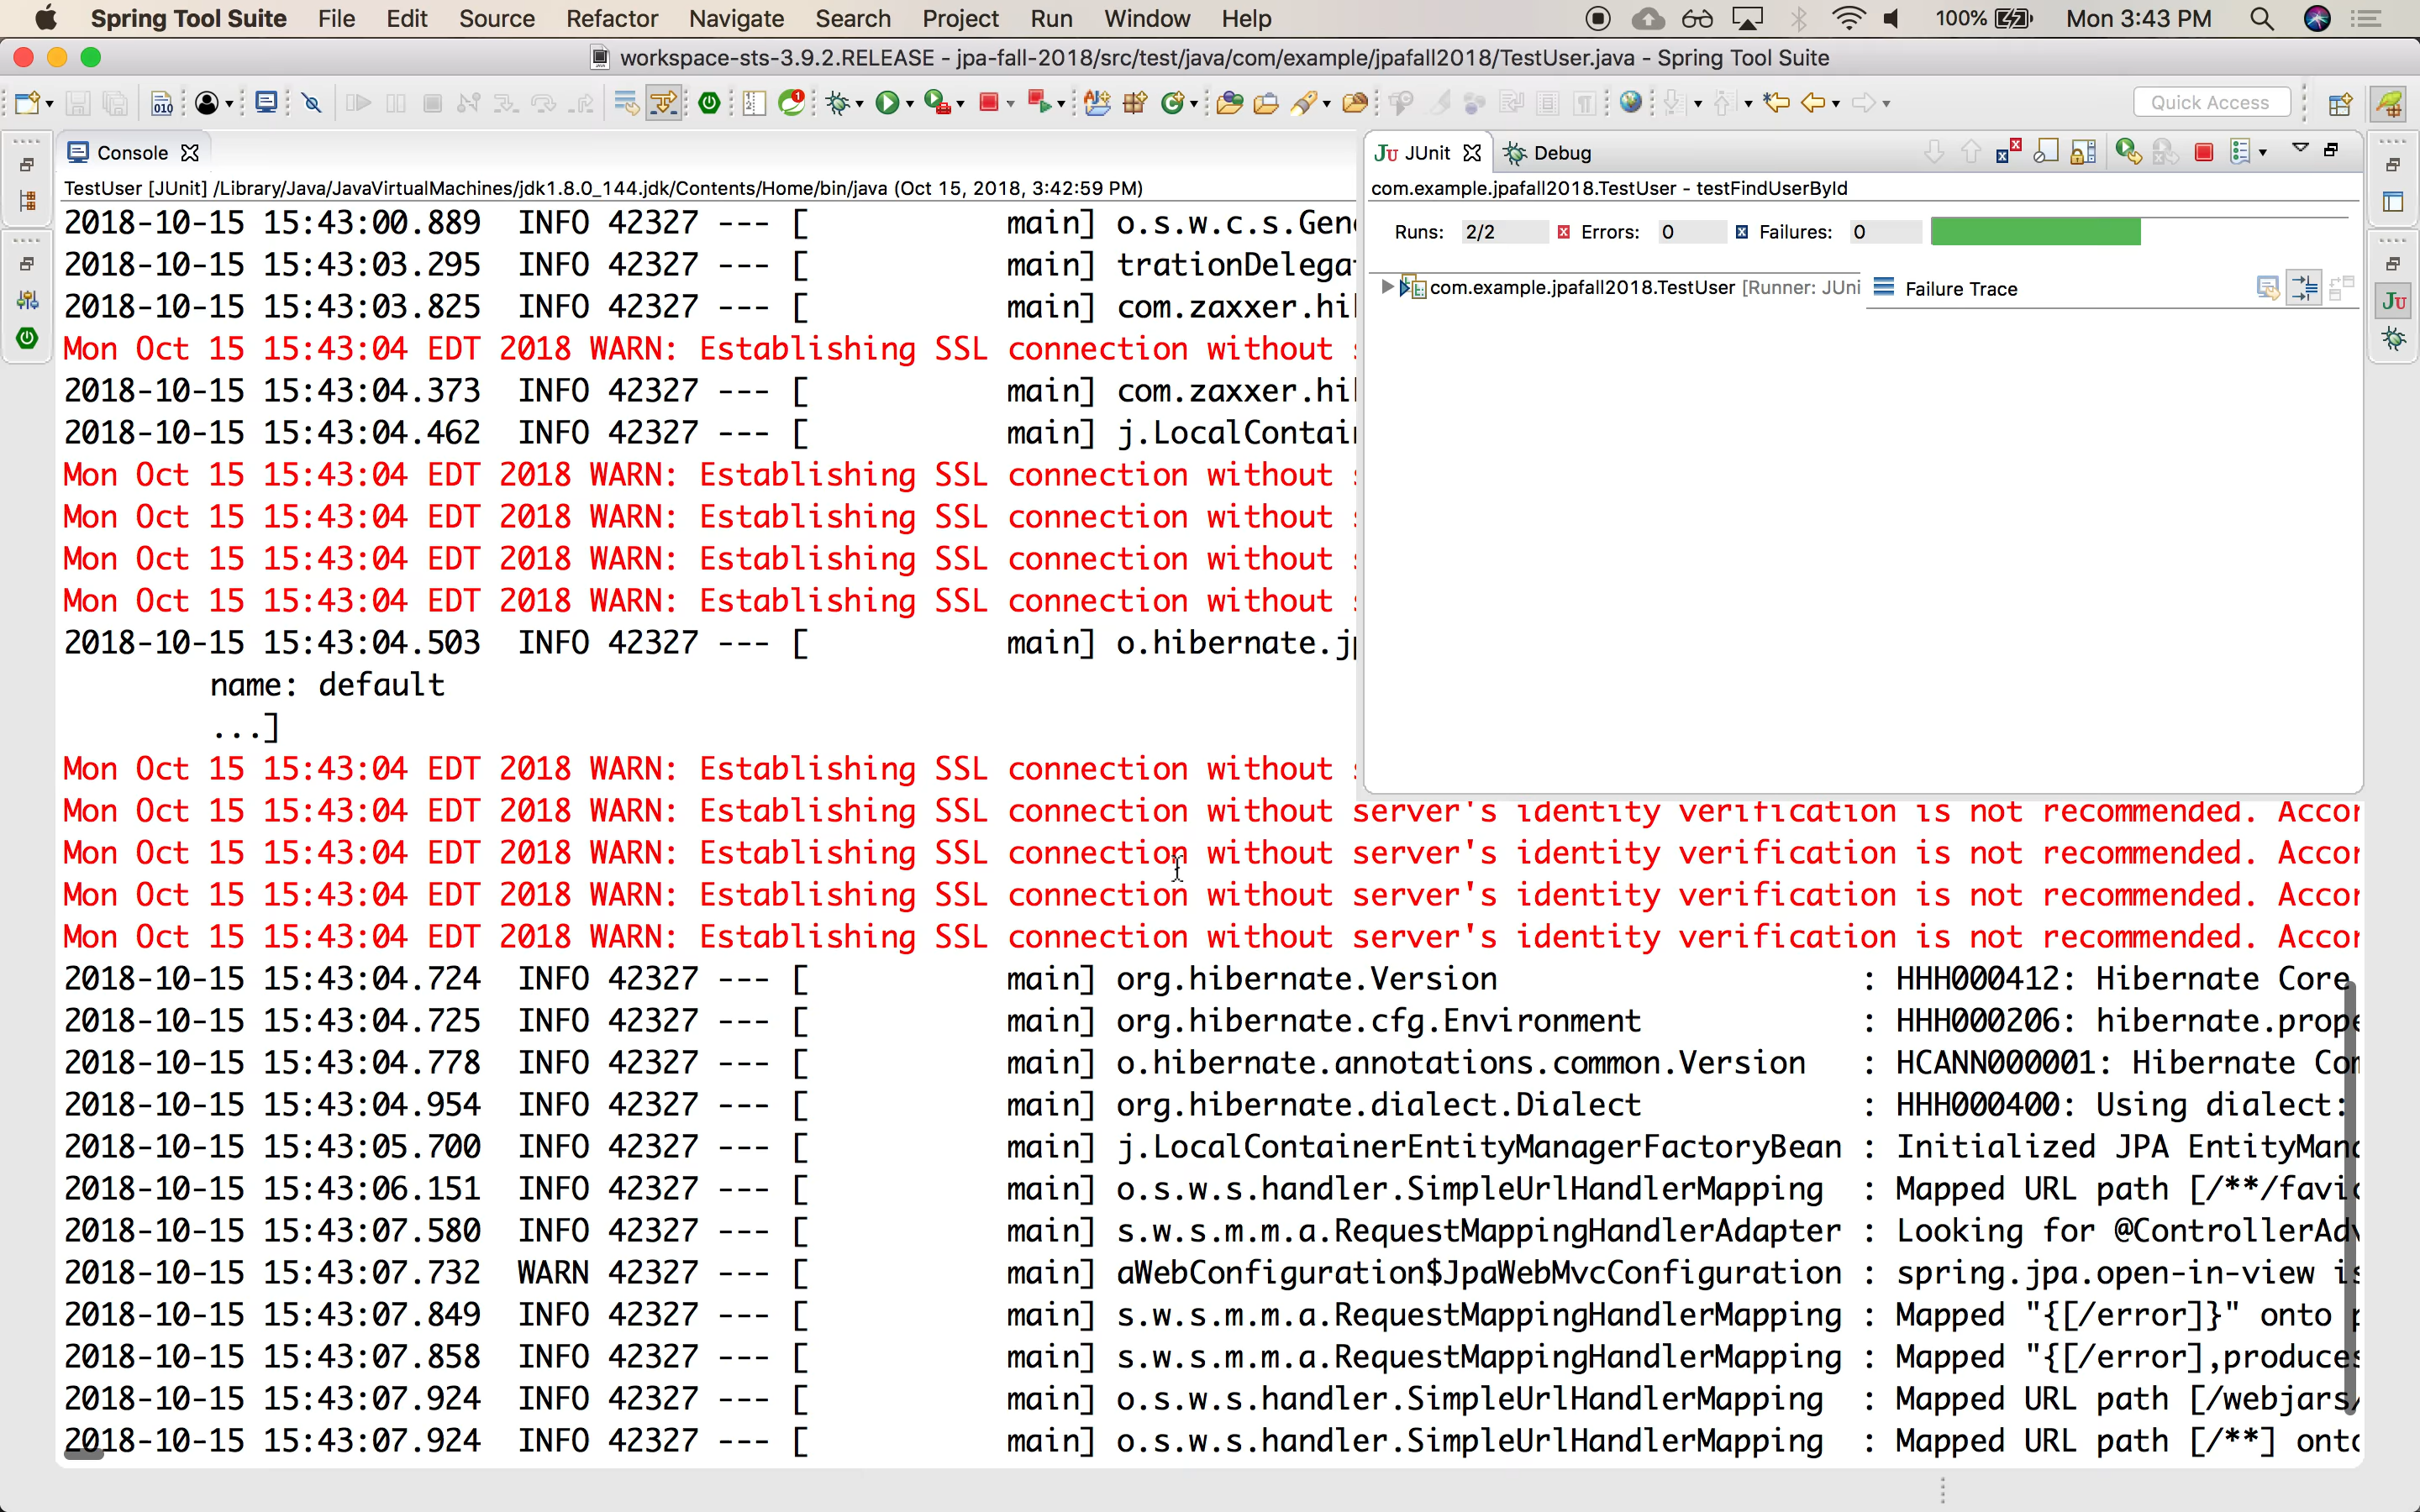 Spring Tool Suite File Edit Source Refactor Navigate Search Project Run Window Help 100% Mon 3:43 PM
workspace-sts-3.9.2.RELEASE - jpa-fall-2018/src/test/java/com/example/jpafall2018/TestUser.java - Spring Tool Suite
Quick Access
Console
TestUser [JUnit] /Library/Java/JavaVirtualMachines/jdk1.8.0_144.jdk/Contents/Home/bin/java (Oct 15, 2018, 3:42:59 PM)
2018-10-15 15:43:00.889 INFO 42327 --- [ main] o.s.w.c.s.Gen
2018-10-15 15:43:03.295 INFO 42327 --- [ main] trationDelega
2018-10-15 15:43:03.825 INFO 42327 --- [ main] com.zaxxer.hi
Mon Oct 15 15:43:04 EDT 2018 WARN: Establishing SSL connection without
2018-10-15 15:43:04.373 INFO 42327 --- [ main] com.zaxxer.hi
2018-10-15 15:43:04.462 INFO 42327 --- [ main] j.LocalContai
Mon Oct 15 15:43:04 EDT 2018 WARN: Establishing SSL connection without
Mon Oct 15 15:43:04 EDT 2018 WARN: Establishing SSL connection without
Mon Oct 15 15:43:04 EDT 2018 WARN: Establishing SSL connection without
Mon Oct 15 15:43:04 EDT 2018 WARN: Establishing SSL connection without
2018-10-15 15:43:04.503 INFO 42327 --- [ main] o.hibernate.j
name: default
...]
Mon Oct 15 15:43:04 EDT 2018 WARN: Establishing SSL connection without
Mon Oct 15 15:43:04 EDT 2018 WARN: Establishing SSL connection without server's identity verification is not recommended. Accor
Mon Oct 15 15:43:04 EDT 2018 WARN: Establishing SSL connection without server's identity verification is not recommended. Accor
Mon Oct 15 15:43:04 EDT 2018 WARN: Establishing SSL connection without server's identity verification is not recommended. Accor
Mon Oct 15 15:43:04 EDT 2018 WARN: Establishing SSL connection without server's identity verification is not recommended. Accor
2018-10-15 15:43:04.724 INFO 42327 --- [ main] org.hibernate.Version : HHH000412: Hibernate Core
2018-10-15 15:43:04.725 INFO 42327 --- [ main] org.hibernate.cfg.Environment : HHH000206: hibernate.prope
2018-10-15 15:43:04.778 INFO 42327 --- [ main] o.hibernate.annotations.common.Version : HCANN000001: Hibernate Com
2018-10-15 15:43:04.954 INFO 42327 --- [ main] org.hibernate.dialect.Dialect : HHH000400: Using dialect:
2018-10-15 15:43:05.700 INFO 42327 --- [ main] j.LocalContainerEntityManagerFactoryBean : Initialized JPA EntityMana
2018-10-15 15:43:06.151 INFO 42327 --- [ main] o.s.w.s.handler.SimpleUrlHandlerMapping : Mapped URL path [/**/favic
2018-10-15 15:43:07.580 INFO 42327 --- [ main] s.w.s.m.m.a.RequestMappingHandlerAdapter : Looking for @ControllerAdv
2018-10-15 15:43:07.732 WARN 42327 --- [ main] aWebConfiguration$JpaWebMvcConfiguration : spring.jpa.open-in-view is
2018-10-15 15:43:07.849 INFO 42327 --- [ main] s.w.s.m.m.a.RequestMappingHandlerMapping : Mapped "{[/error]}" onto p
2018-10-15 15:43:07.858 INFO 42327 --- [ main] s.w.s.m.m.a.RequestMappingHandlerMapping : Mapped "{[/error],produces
2018-10-15 15:43:07.924 INFO 42327 --- [ main] o.s.w.s.handler.SimpleUrlHandlerMapping : Mapped URL path [/webjars/
2018-10-15 15:43:07.924 INFO 42327 --- [ main] o.s.w.s.handler.SimpleUrlHandlerMapping : Mapped URL path [/**] onto
JUnit Debug
com.example.jpafall2018.TestUser - testFindUserById
Runs: 2/2 Errors: 0 Failures: 0
com.example.jpafall2018.TestUser [Runner: JUni Failure Trace